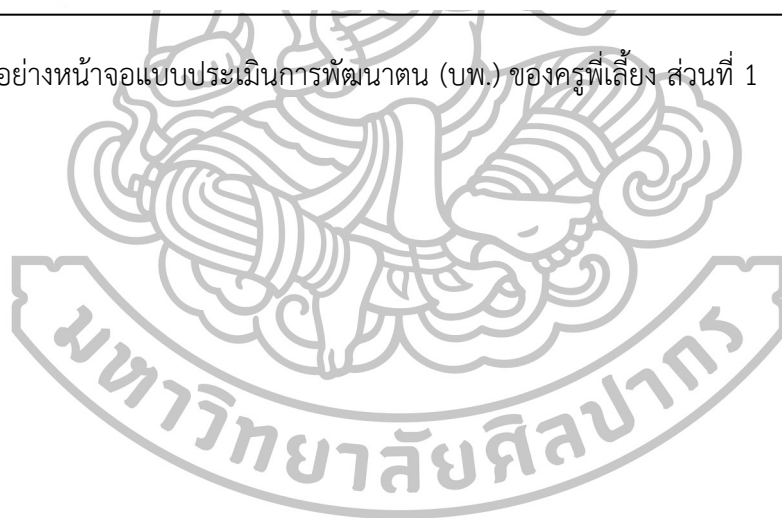 อย่างหน้าจอแบบประเมินการพัฒนาตน (บพ.) ของครูพี่เลี้ยง ส่วนที่ 1
มหาวิทยาลัยศิลปากร